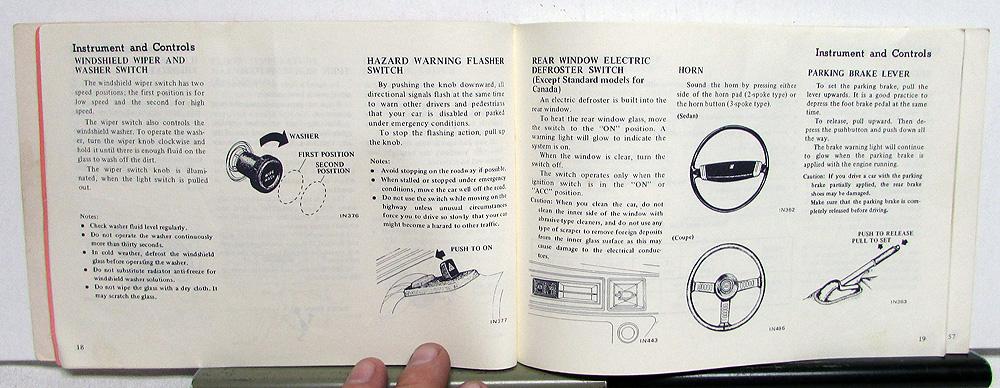 Instrument and Controls
WINDSHIELD WIPER AND
WASHER SWITCH
The windshield wiper switch has two
speed positions; the first position is for
low speed and the second for high
speed.
The wiper switch also controls the
windshield washer. To operate the wash-
er, turn the wiper knob clockwise and
hold it until there is enough fluid on the
glass to wash off the dirt.
The wiper switch knob is illumi-
nated, when the light switch is pulled
out.
Notes:
● Check washer fluid level regularly.
● Do not operate the washer continuously
more than thirty seconds.
● In cold weather, defrost the windshield
glass before operating the washer.
● Do not substitute radiator anti-freeze for
windshield washer solutions.
● Do not wipe the glass with a dry cloth. It
may scratch the glass.
18
WASHER
FIRST POSITION
SECOND
POSITION
IN376
HAZARD WARNING FLASHER
SWITCH
By pushing the knob downward, all
directional signals flash at the same time
to warn other drivers and pedestrians
that your car is disabled or parked
under emergency conditions.
To stop the flashing action, pull up
the knob.
Notes:
● Avoid stopping on the roadway if possible.
● When stalled or stopped under emergency
conditions, move the car well off the road.
● Do not use the switch while moving on the
highway unless unusual circumstances
force you to drive so slowly that your car
might become a hazard to other traffic.
PUSH TO ON
IN377
REAR WINDOW ELECTRIC
DEFROSTER SWITCH
(Except Standard models for
Canada)
An electric defroster is built into the
rear window.
To heat the rear window glass, move
the switch to the "ON" position. A
warning light will glow to indicate the
system is on.
When the window is clear, turn the
switch off.
The switch operates only when the
ignition switch is in the "ON" or
"ACC" position.
Caution: When you clean the car, do not
clean the inner side of the window with
abrasive type cleaners, and do not use any
type of scraper to remove foreign deposits
from the inner glass surface as this may
cause damage to the electrical conduc-
tors.
IN443
HORN
Sound the horn by pressing either
side of the horn pad (2-spoke type) or
the horn button (3-spoke type).
(Sedan)
IN382
(Coupe)
IN486
Instrument and Controls
PARKING BRAKE LEVER
To set the parking brake, pull the
lever upwards. It is a good practice to
depress the foot brake pedal at the same
time.
To release, pull upward. Then de-
press the pushbutton and push down all
the way.
The brake warning light will continue
to glow when the parking brake is
applied with the engine running.
Caution: If you drive a car with the parking
brake partially applied, the rear brake
shoes may be damaged.
Make sure that the parking brake is com-
pletely released before driving.
PUSH TO RELEASE
PULL TO SET
IN383
19
57